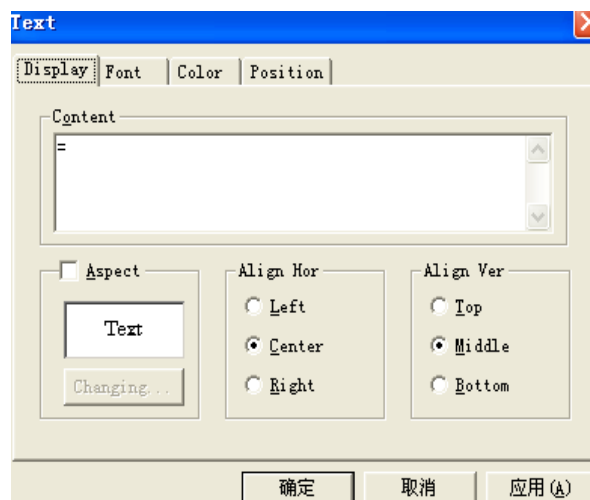 Text
Display Font Color Position
Content
=
Aspect
Align Hor
Align Ver
Text
Changing...
Left
Center
Right
Top
Middle
Bottom
确定 取消 应用(A)